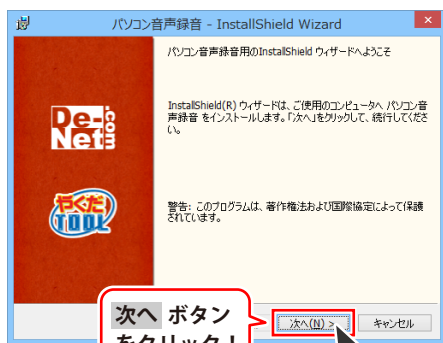 パソコン音声録音 - InstallShield Wizard
パソコン音声録音用のInstallShield ウィザードへようこそ
De-Net.com
InstallShield(R) ウィザードは、ご使用のコンピュータへ パソコン音
声録音 をインストールします。「次へ」をクリックして、続行してくださ
い。
やくだつ
TOOL
警告: このプログラムは、著作権法および国際協定によって保護
されています。
次へ ボタン
をクリック!
次へ(N) >
キャンセル